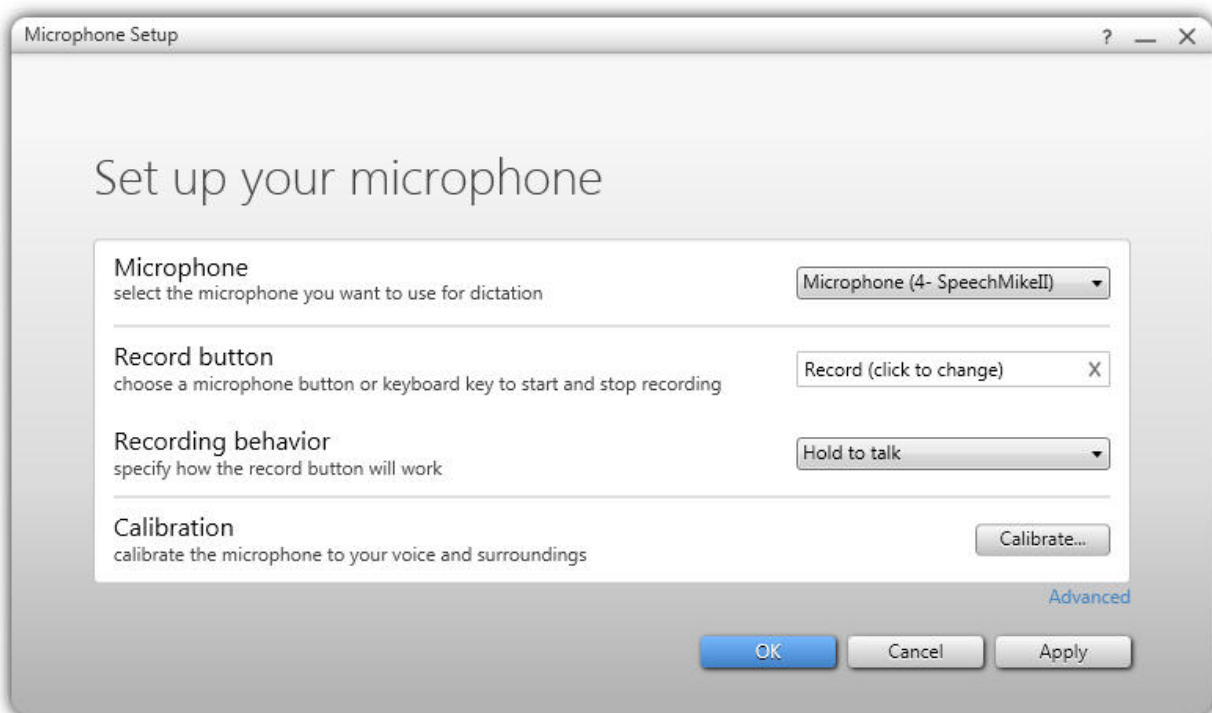 Microphone Setup
?
Set up your microphone
Microphone
select the microphone you want to use for dictation
Microphone (4- SpeechMikeII)
Record button
choose a microphone button or keyboard key to start and stop recording
Record (click to change) X
Recording behavior
specify how the record button will work
Hold to talk
Calibration
calibrate the microphone to your voice and surroundings
Calibrate...
Advanced
OK Cancel Apply